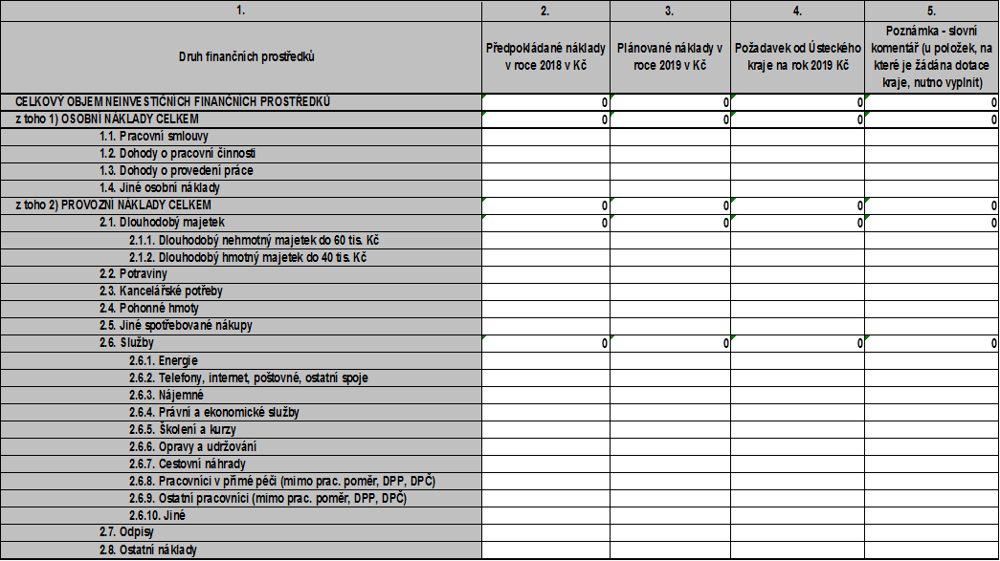 1. 2. 3. 4. 5.
Druh finančních prostředků
Předpokládané náklady
v roce 2018 v Kč
Plánované náklady v
roce 2019 v Kč
Požadavek od Ústeckého
kraje na rok 2019 Kč
Poznámka - slovní
komentář (u položek, na
které je žádána dotace
kraje, nutno vyplnit)
CELKOVÝ OBJEM NEINVESTIČNÍCH FINANČNÍCH PROSTŘEDKŮ 0 0 0 0
z toho 1) OSOBNÍ NÁKLADY CELKEM 0 0 0 0
1.1. Pracovní smlouvy
1.2. Dohody o pracovní činnosti
1.3. Dohody o provedení práce
1.4. Jiné osobní náklady
z toho 2) PROVOZNÍ NÁKLADY CELKEM 0 0 0 0
2.1. Dlouhodobý majetek 0 0 0 0
2.1.1. Dlouhodobý nehmotný majetek do 60 tis. Kč
2.1.2. Dlouhodobý hmotný majetek do 40 tis. Kč
2.2. Potraviny
2.3. Kancelářské potřeby
2.4. Pohonné hmoty
2.5. Jiné spotřebované nákupy
2.6. Služby 0 0 0 0
2.6.1. Energie
2.6.2. Telefony, internet, poštovné, ostatní spoje
2.6.3. Nájemné
2.6.4. Právní a ekonomické služby
2.6.5. Školení a kurzy
2.6.6. Opravy a udržování
2.6.7. Cestovní náhrady
2.6.8. Pracovníci v přímé péči (mimo prac. poměr, DPP, DPČ)
2.6.9. Ostatní pracovníci (mimo prac. poměr, DPP, DPČ)
2.6.10. Jiné
2.7. Odpisy
2.8. Ostatní náklady